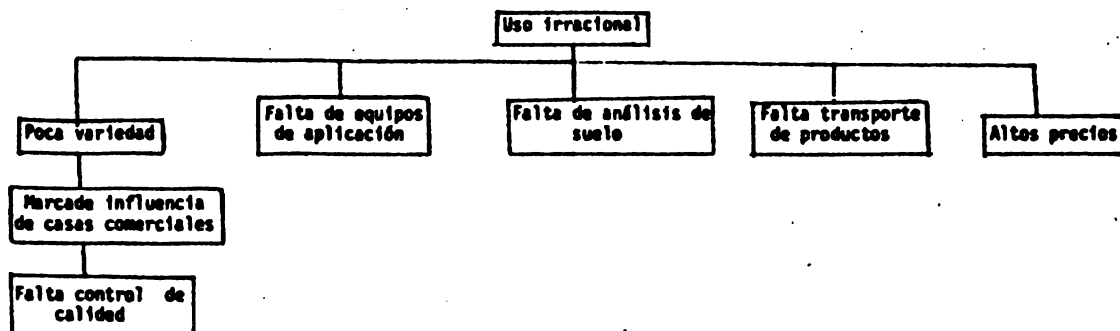 Uso irracional
Poca variedad
Falta de equipos
de aplicación
Falta de análisis de
suelo
Falta transporte
de productos
Altos precios
Marcade influencia
de casas comerciales
Falta control de
calidad